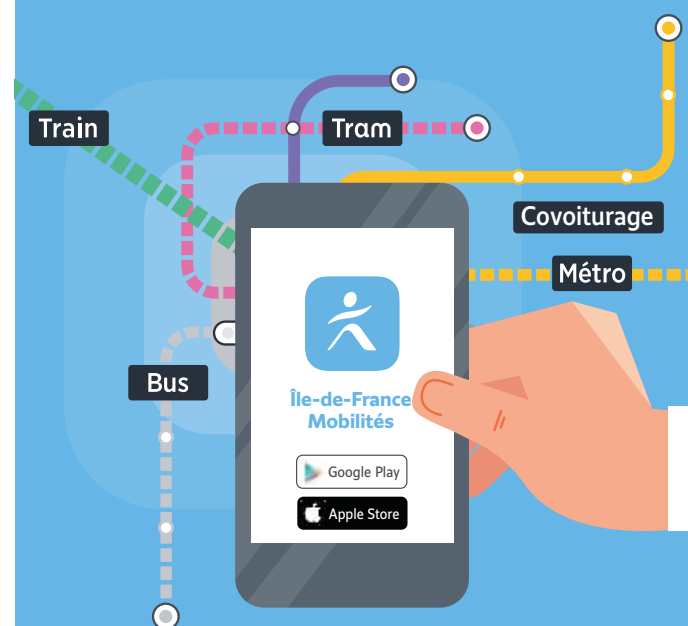 Train
Tram
Covoiturage
Métro
Bus
Île-de-France
Mobilités
Google Play
Apple Store